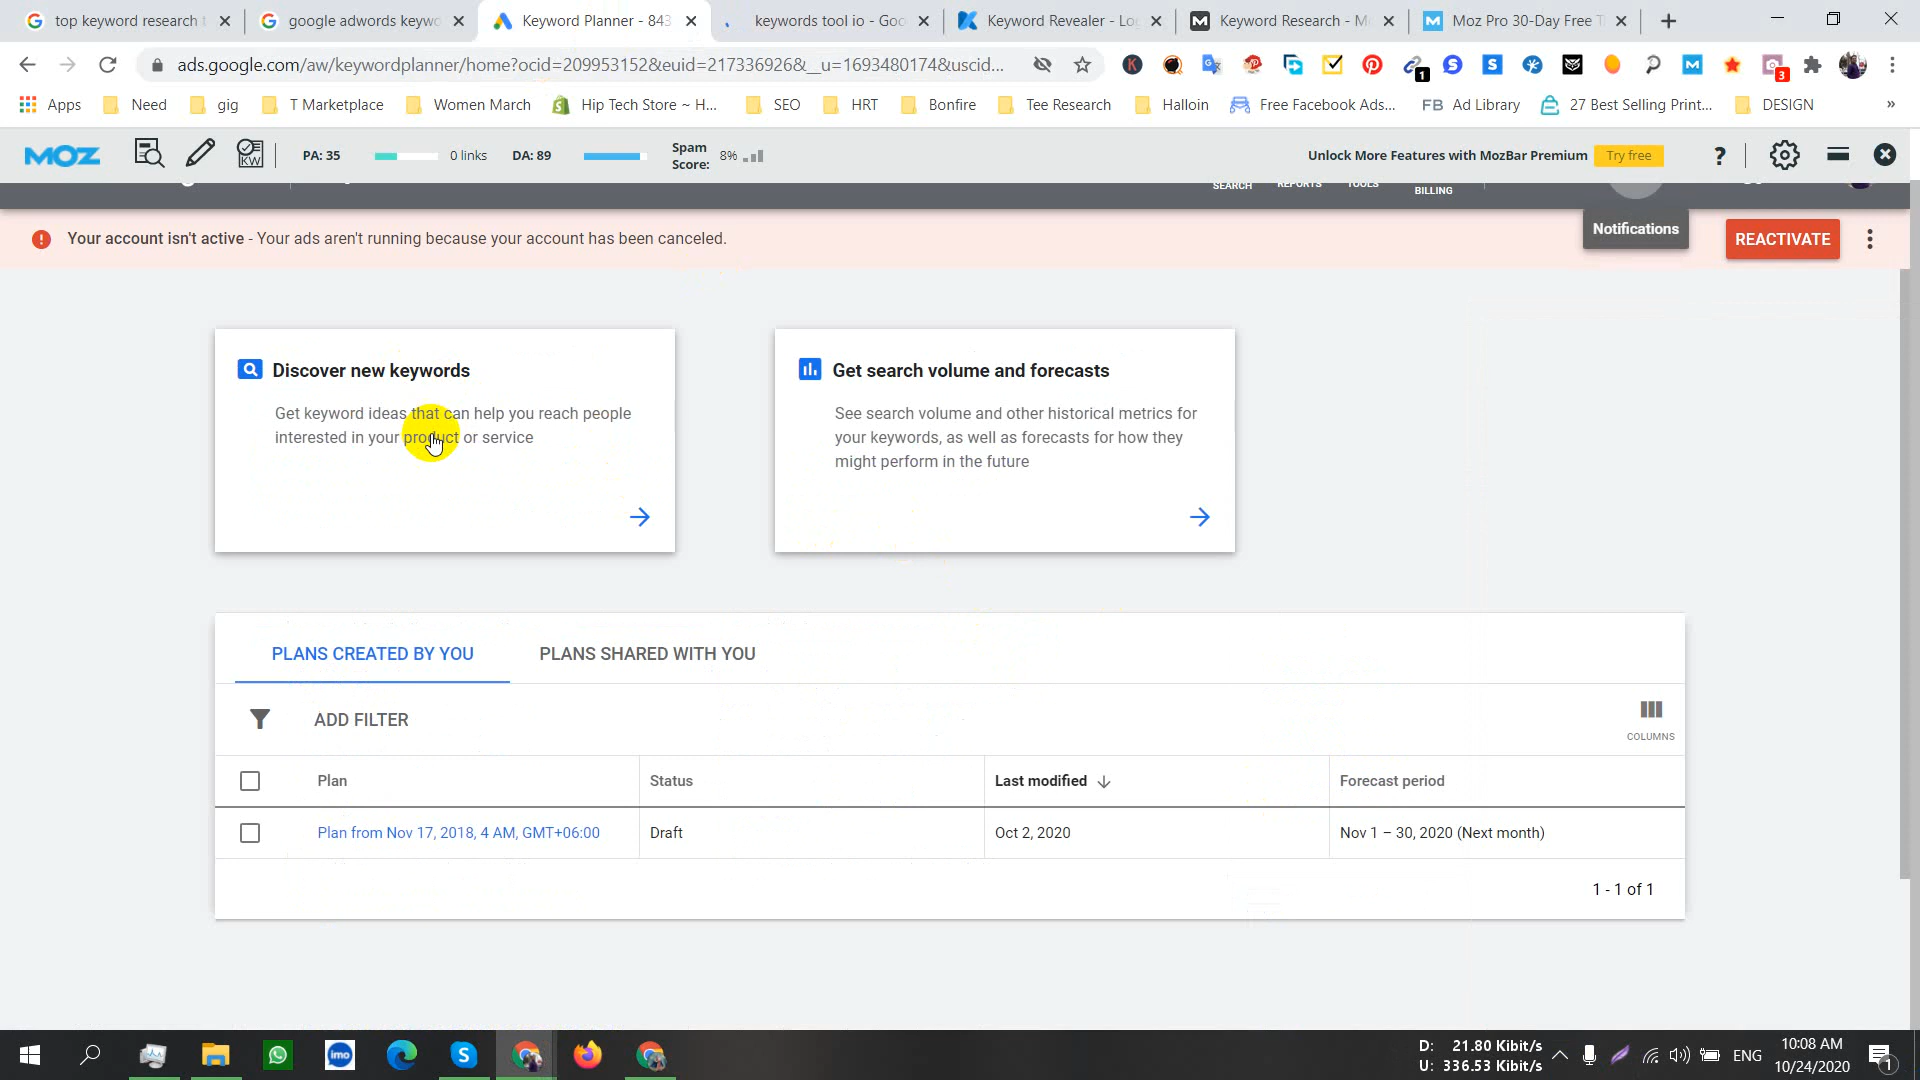 top keyword research t
google adwords keywo
Keyword Planner - 843
keywords tool io - Goo
Keyword Revealer - Lo
Keyword Research - M
Moz Pro 30-Day Free T
ads.google.com/aw/keywordplanner/home?ocid=209953152&euid=217336926&__u=1693480174&uscid...
1
3
Apps
Need
gig
T Marketplace
Women March
Hip Tech Store ~ H...
SEO
HRT
Bonfire
Tee Research
Halloin
Free Facebook Ads...
FB Ad Library
27 Best Selling Print...
DESIGN
»
MOZ
KW
PA: 35
0 links
DA: 89
Spam
Score:
8%
Unlock More Features with MozBar Premium
Try free
?
SEARCH
REPORTS
TOOLS
BILLING
Your account isn't active - Your ads aren't running because your account has been canceled.
Notifications
REACTIVATE
Discover new keywords
Get keyword ideas that can help you reach people
interested in your product or service
Get search volume and forecasts
See search volume and other historical metrics for
your keywords, as well as forecasts for how they
might perform in the future
PLANS CREATED BY YOU
PLANS SHARED WITH YOU
ADD FILTER
COLUMNS
Plan
Status
Last modified
Forecast period
Plan from Nov 17, 2018, 4 AM, GMT+06:00
Draft
Oct 2, 2020
Nov 1 – 30, 2020 (Next month)
1 - 1 of 1
imo
D: 21.80 Kibit/s
U: 336.53 Kibit/s
ENG
10:08 AM
10/24/2020
1